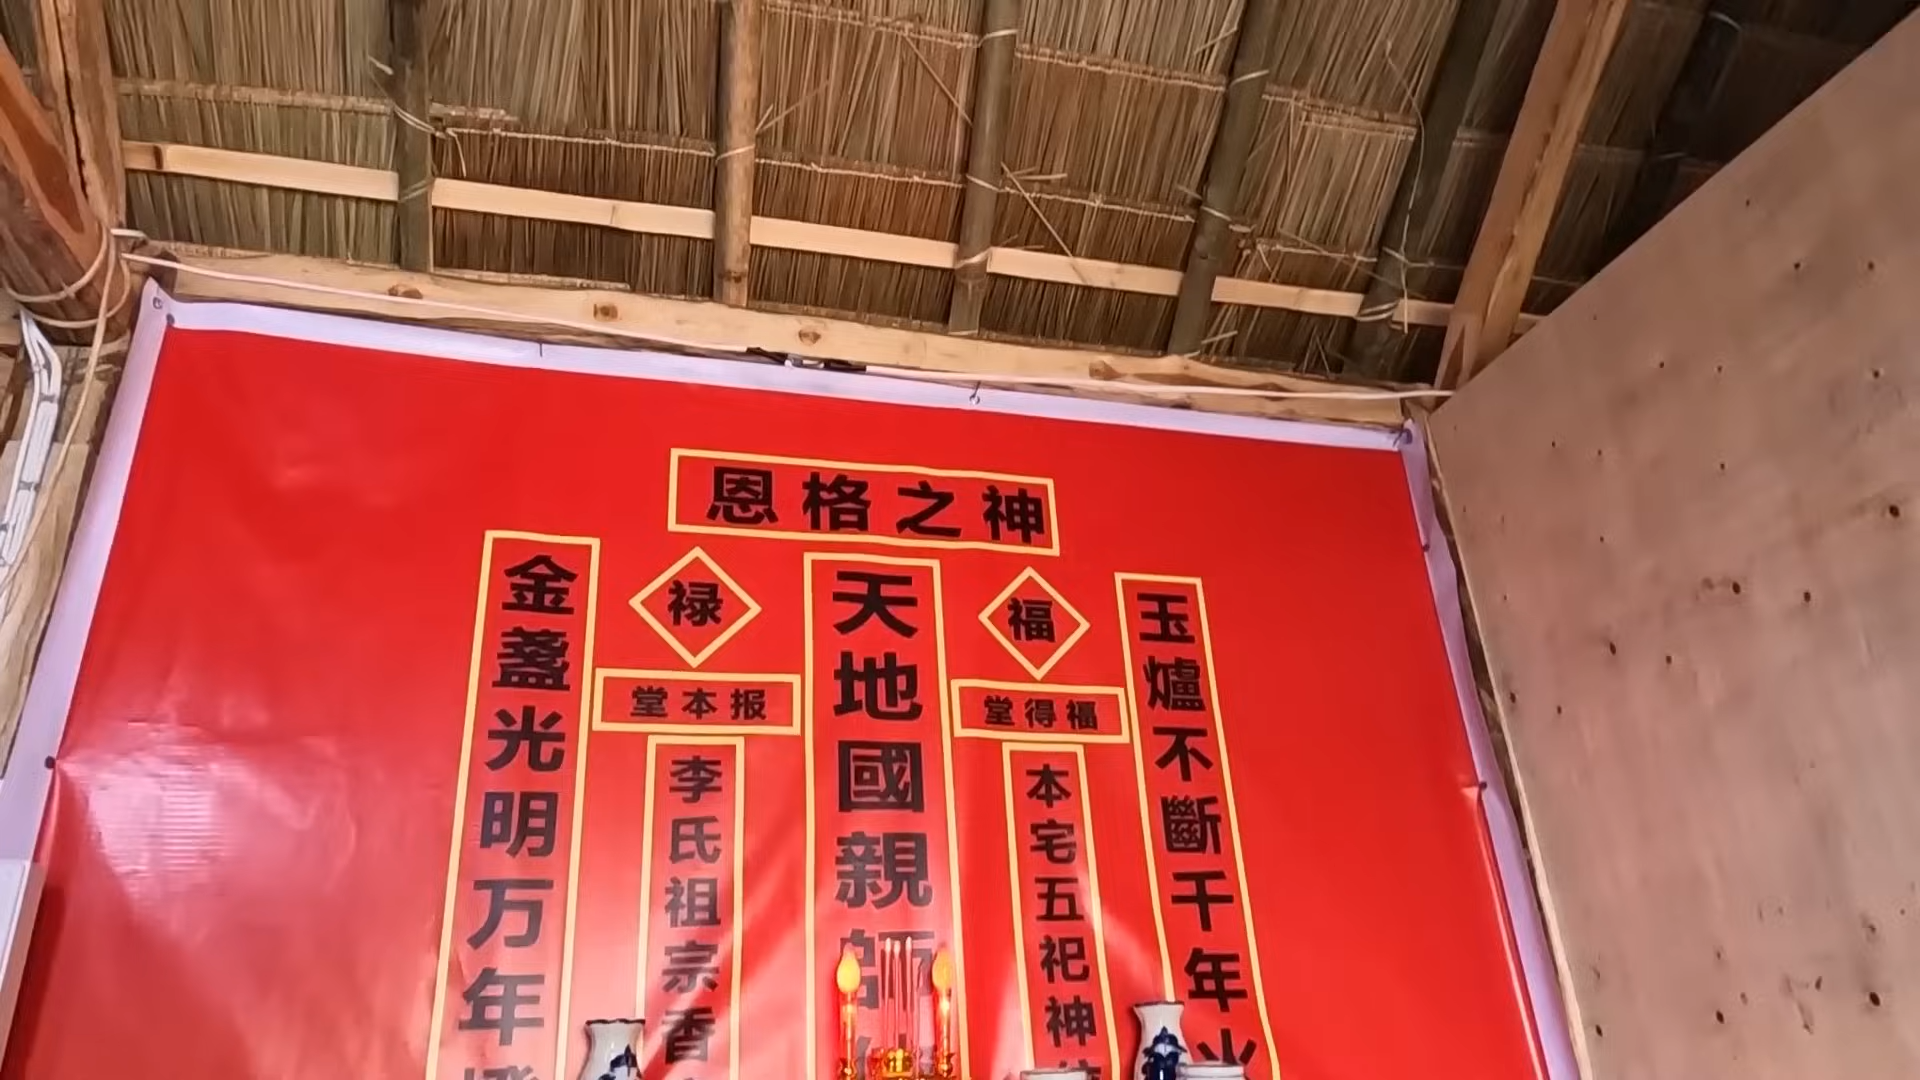 神之格恩
玉爐不斷千年
福
福得堂
本宅五祀神
天地國親師
禄
报本堂
李氏祖宗香
金盞光明万年